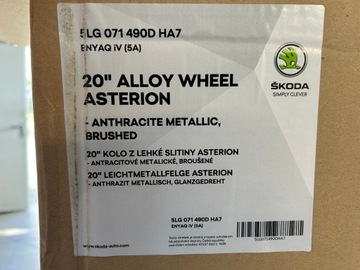 5LG 071 490D HA7
ENYAQ iV (5A)
20" ALLOY WHEEL
ASTERION
- ANTHRACITE METALLIC,
BRUSHED
20" KOLO Z LEHKÉ SLITINY ASTERION
- ANTRACITOVÉ METALICKÉ, BROUŠENÉ
20" LEICHTMETALLFELGE ASTERION
- ANTHRAZIT METALLISCH, GLANZGEDREHT
ŠKODA
SIMPLY CLEVER
5LG 071 490D HA7
ENYAQ iV (5A)
www.skoda-auto.com
5LG071490DHA7